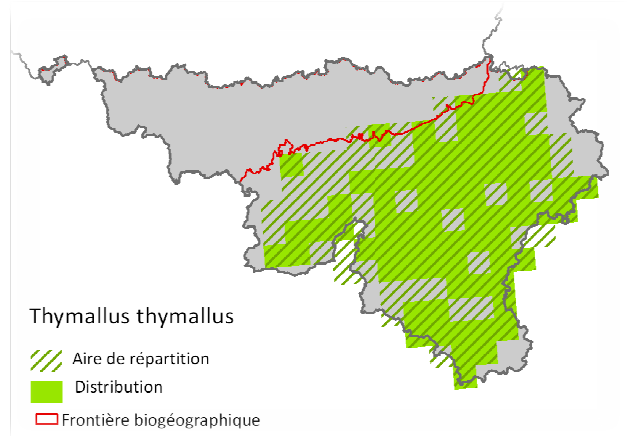 Thymallus thymallus
Aire de répartition
Distribution
Frontière biogéographique